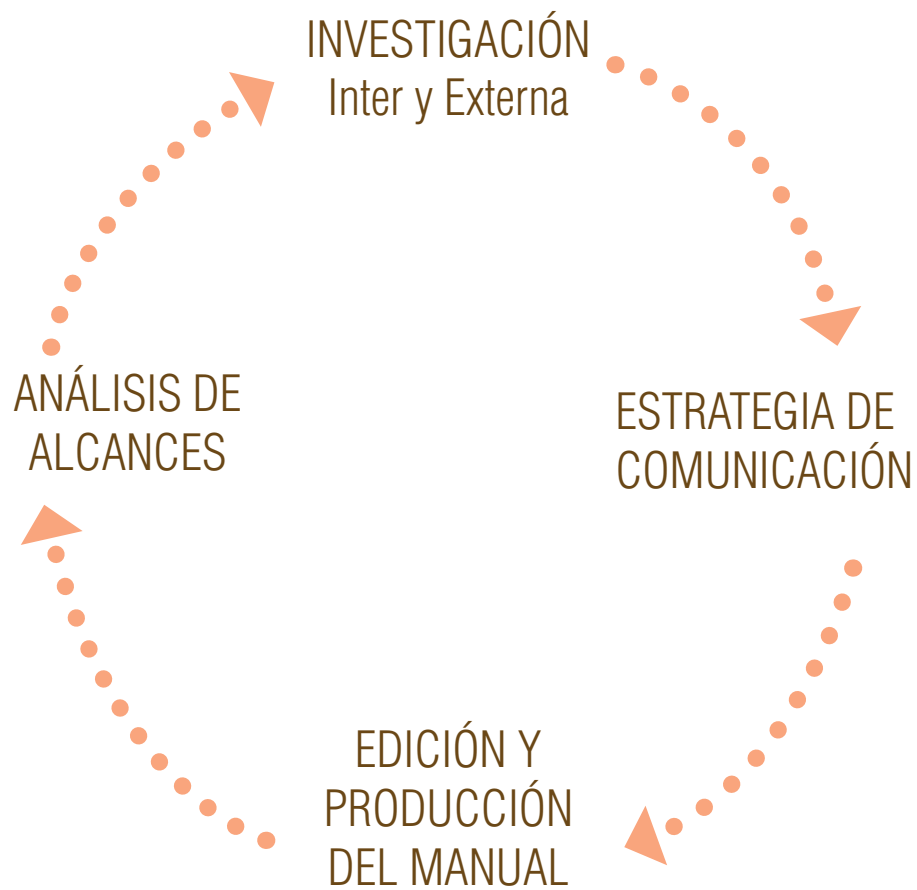 INVESTIGACIÓN
Inter y Externa
ESTRATEGIA DE
COMUNICACIÓN
EDICIÓN Y
PRODUCCIÓN
DEL MANUAL
ANÁLISIS DE
ALCANCES